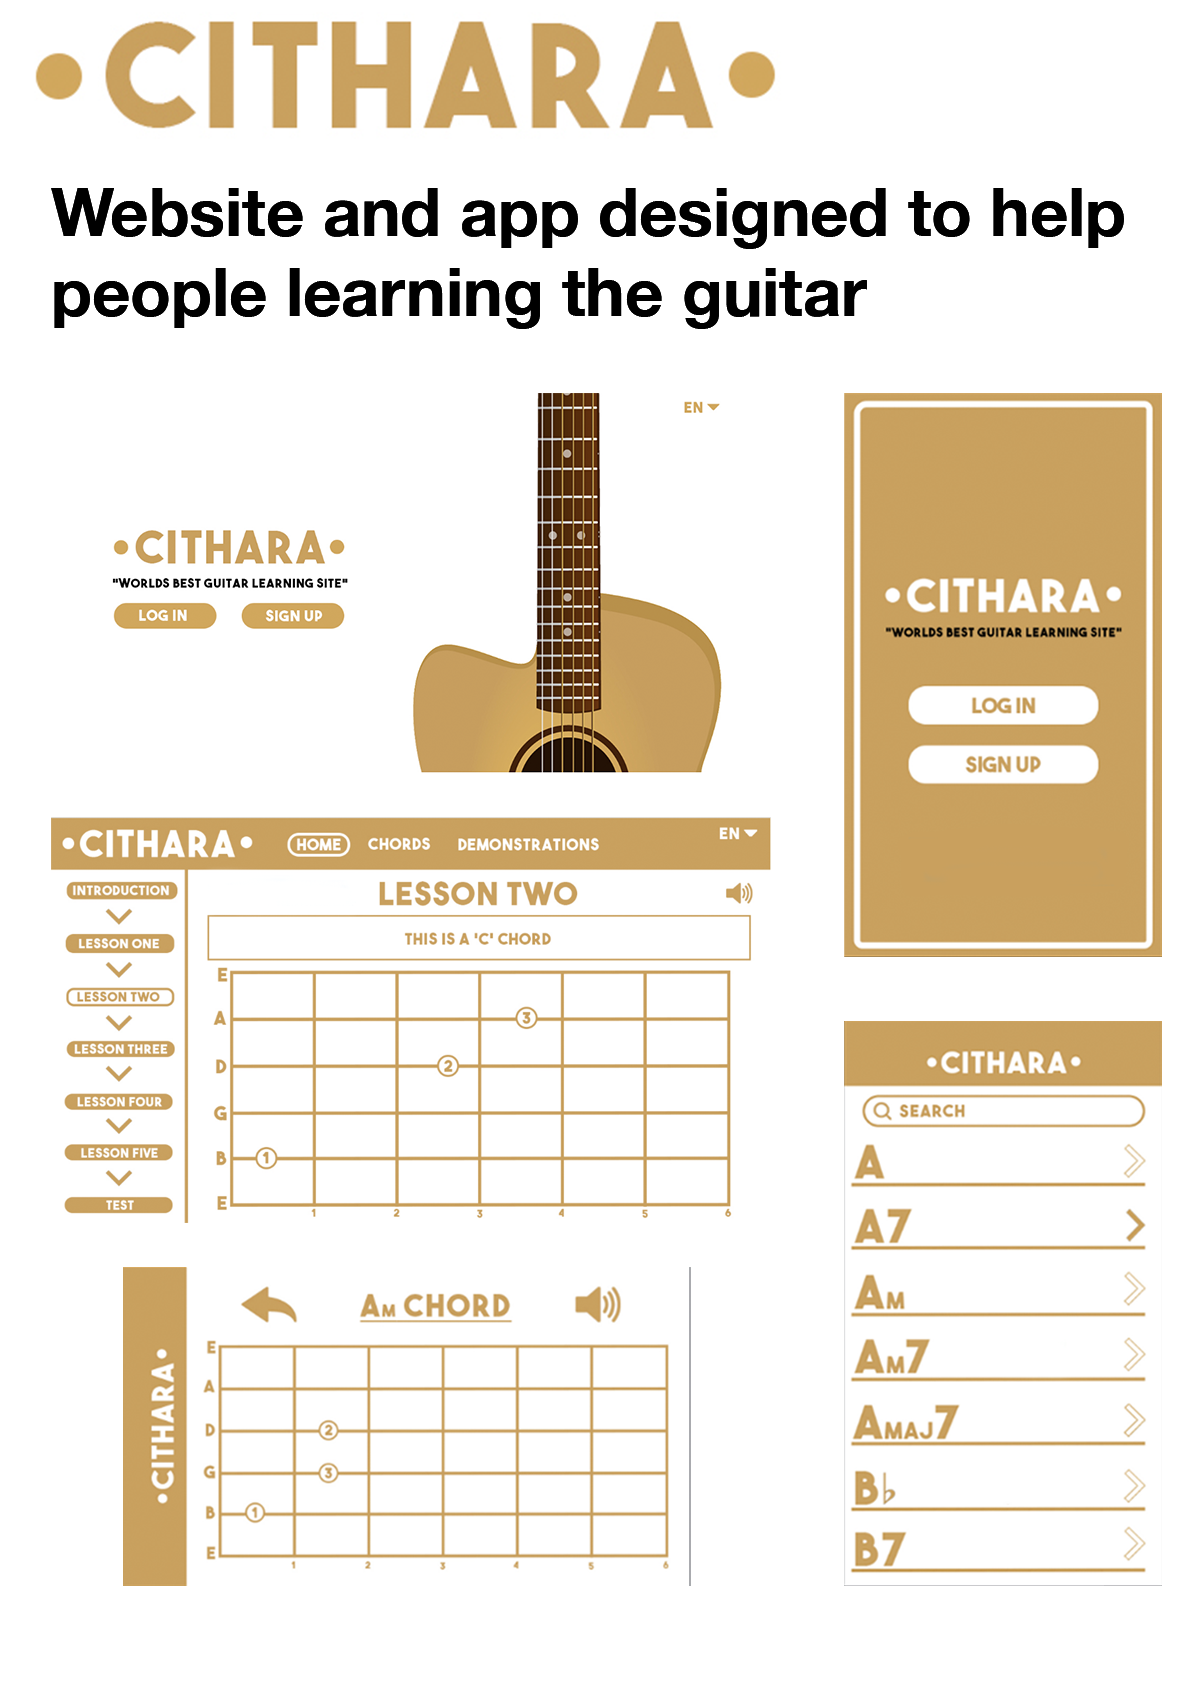 •CITHARA•
Website and app designed to help
people learning the guitar
EN
•CITHARA•
"WORLDS BEST GUITAR LEARNING SITE"
LOG IN SIGN UP
•CITHARA•
"WORLDS BEST GUITAR LEARNING SITE"
LOG IN
SIGN UP
•CITHARA• HOME CHORDS DEMONSTRATIONS EN
INTRODUCTION
LESSON ONE
LESSON TWO
LESSON THREE
LESSON FOUR
LESSON FIVE
TEST
LESSON TWO
THIS IS A 'C' CHORD
E
A 3
D 2
G
B 1
E
1 2 3 4 5 6
•CITHARA•
SEARCH
A
A7
AM
AM7
AMAJ7
B♭
B7
•CITHARA•
AM CHORD
E
A
D 2
G 3
B 1
E
1 2 3 4 5 6